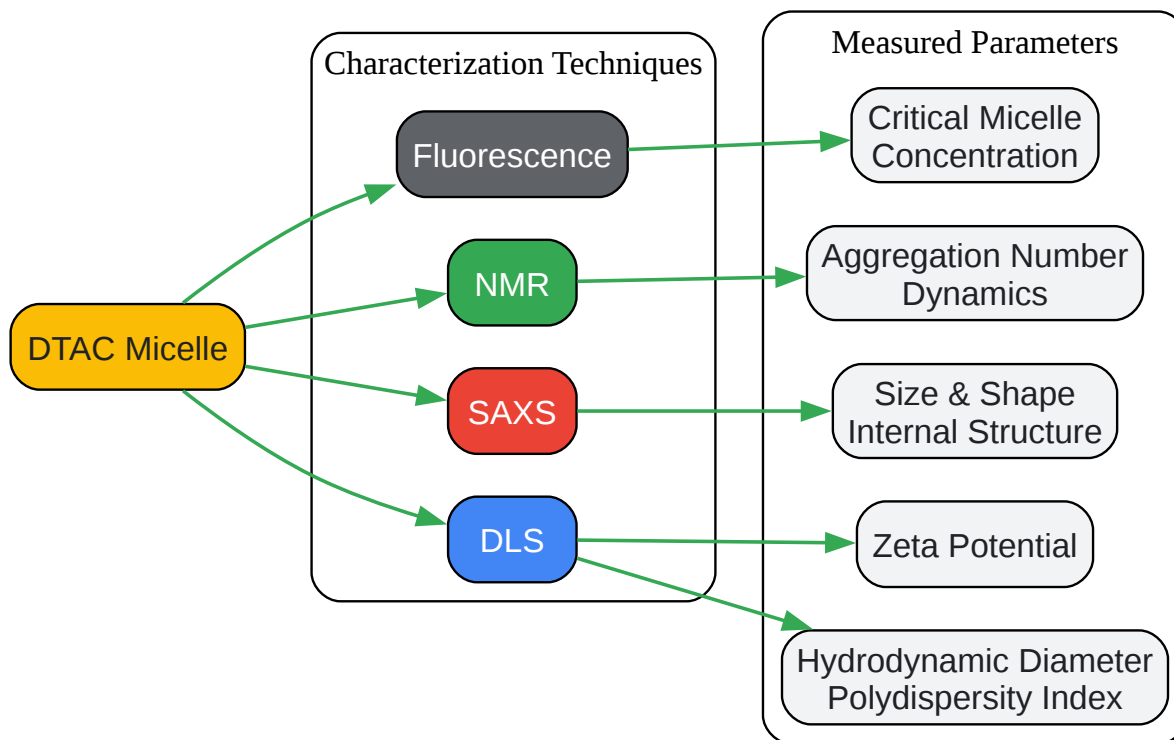 Characterization Techniques
Measured Parameters
DTAC Micelle
Fluorescence
NMR
SAXS
DLS
Critical Micelle
Concentration
Aggregation Number
Dynamics
Size & Shape
Internal Structure
Zeta Potential
Hydrodynamic Diameter
Polydispersity Index